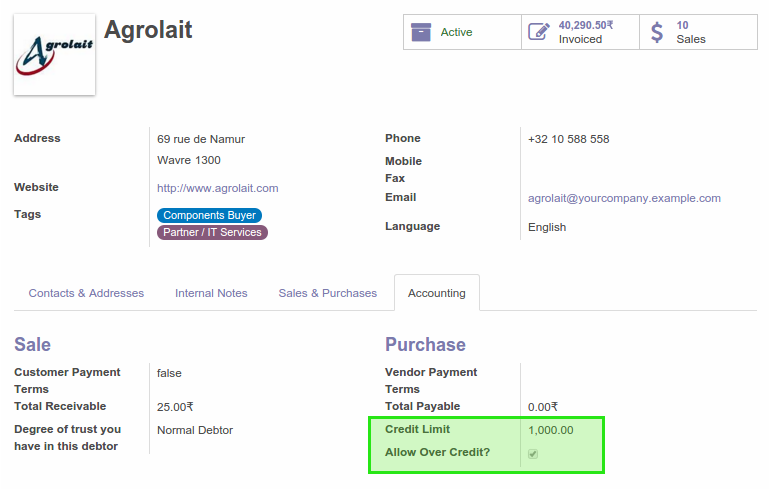 Agrolait
Agrolait
Active
40,290.50₹
Invoiced
10
Sales
Address
69 rue de Namur
Wavre 1300
Website
http://www.agrolait.com
Tags
Components Buyer
Partner / IT Services
Phone
+32 10 588 558
Mobile
Fax
Email
agrolait@yourcompany.example.com
Language
English
Contacts & Addresses
Internal Notes
Sales & Purchases
Accounting
Sale
Customer Payment
Terms
false
Total Receivable
25.00₹
Degree of trust you
have in this debtor
Normal Debtor
Purchase
Vendor Payment
Terms
Total Payable
0.00₹
Credit Limit
1,000.00
Allow Over Credit?